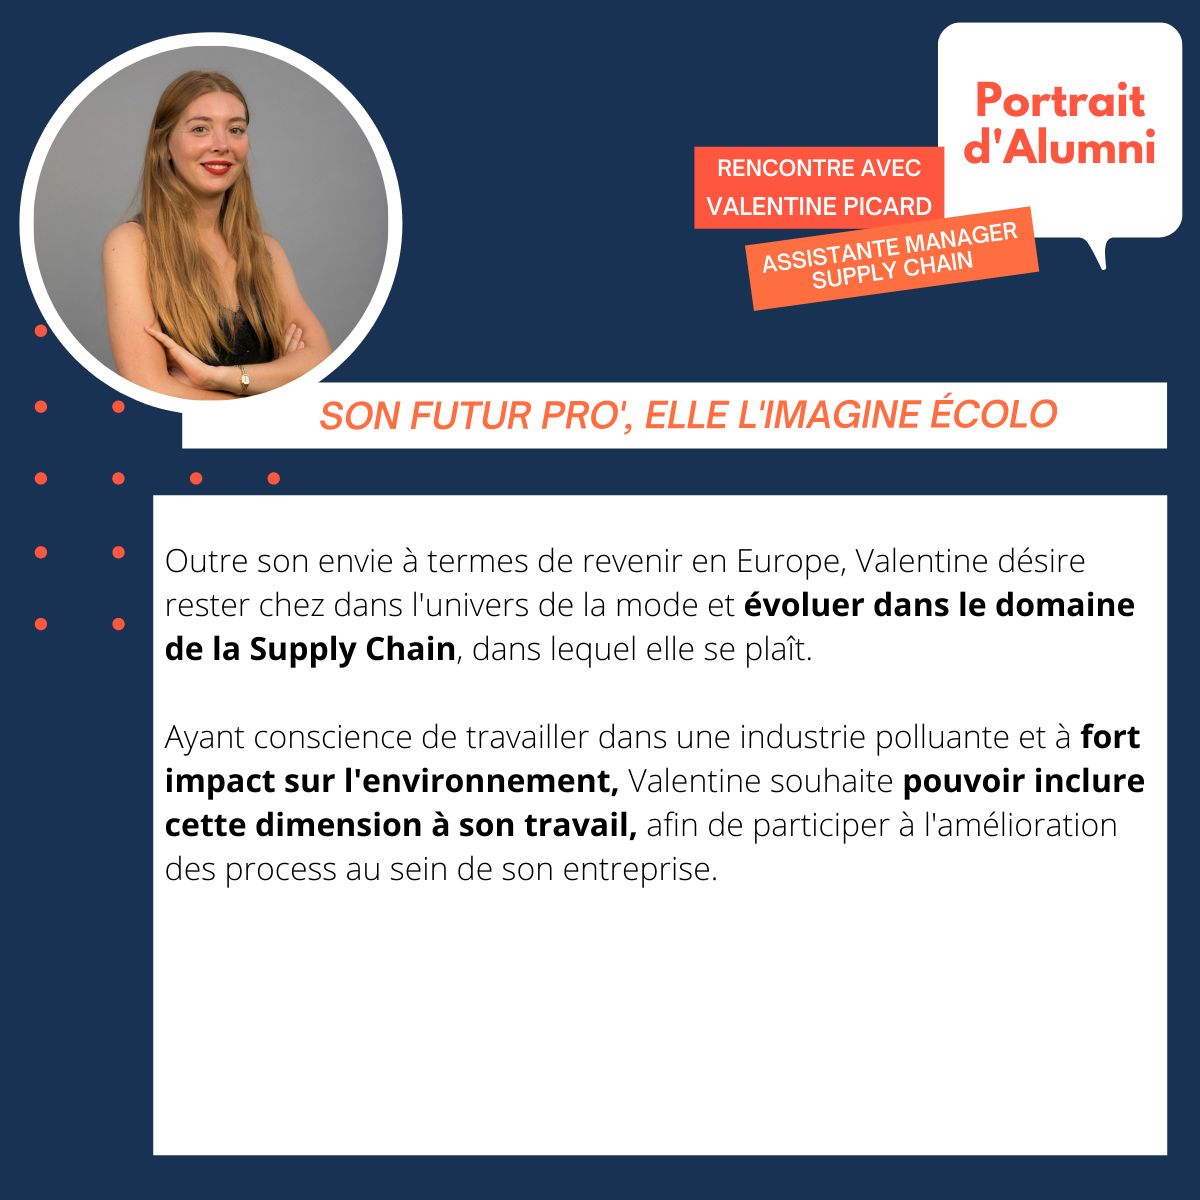 Portrait
d'Alumni
RENCONTRE AVEC
VALENTINE PICARD
ASSISTANTE MANAGER
SUPPLY CHAIN
SON FUTUR PRO', ELLE L'IMAGINE ÉCOLO
Outre son envie à termes de revenir en Europe, Valentine désire
rester chez dans l'univers de la mode et évoluer dans le domaine
de la Supply Chain, dans lequel elle se plaît.
Ayant conscience de travailler dans une industrie polluante et à fort
impact sur l'environnement, Valentine souhaite pouvoir inclure
cette dimension à son travail, afin de participer à l'amélioration
des process au sein de son entreprise.